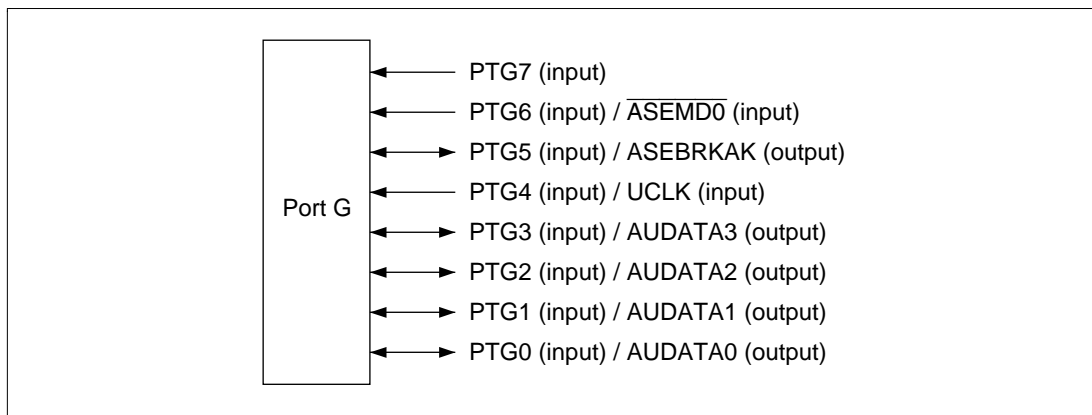 Port G
PTG7 (input)
PTG6 (input) / A̅S̅E̅M̅D̅0̅ (input)
PTG5 (input) / ASEBRKAK (output)
PTG4 (input) / UCLK (input)
PTG3 (input) / AUDATA3 (output)
PTG2 (input) / AUDATA2 (output)
PTG1 (input) / AUDATA1 (output)
PTG0 (input) / AUDATA0 (output)